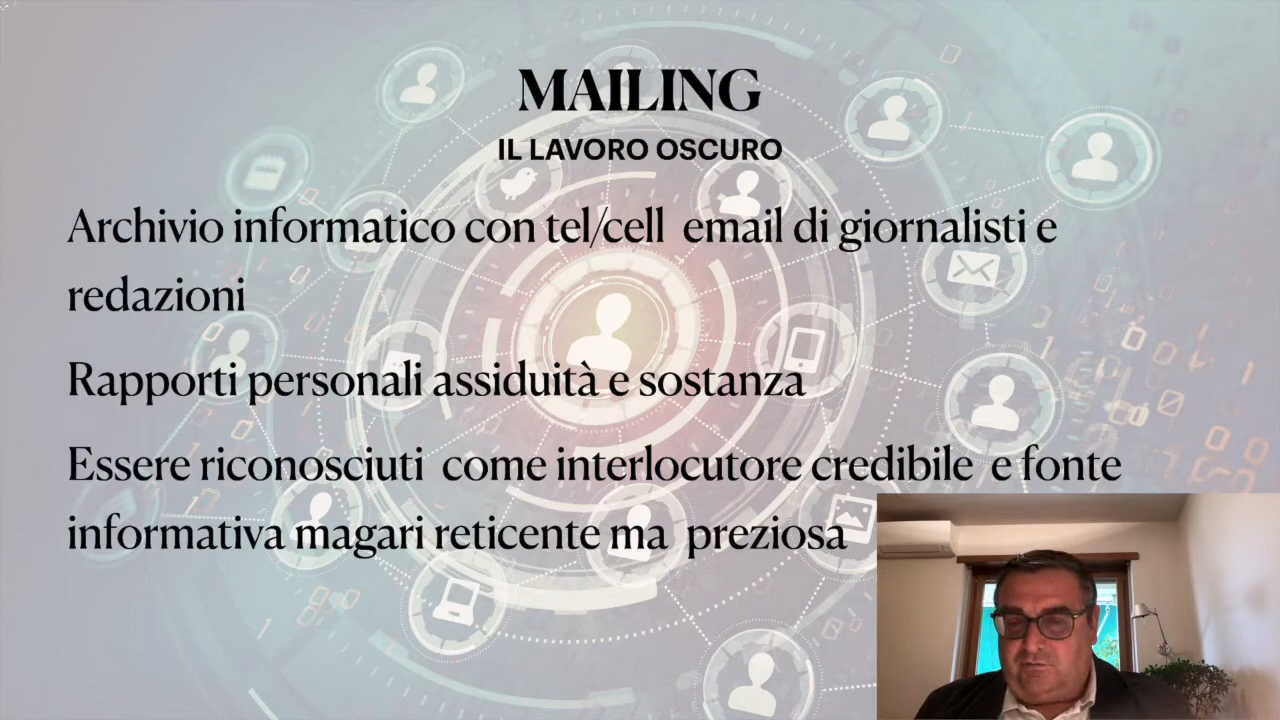 MAILING
IL LAVORO OSCURO
Archivio informatico con tel/cell email di giornalisti e
redazioni
Rapporti personali assiduità e sostanza
Essere riconosciuti come interlocutore credibile e fonte
informativa magari reticente ma preziosa